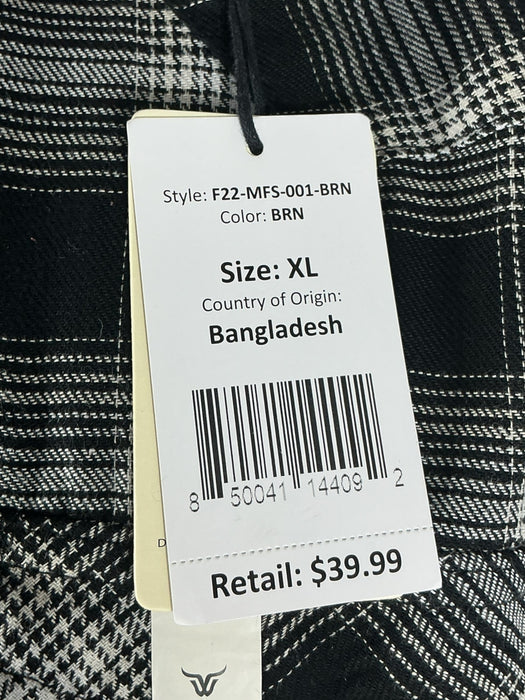 Style: F22-MFS-001-BRN
Color: BRN
Size: XL
Country of Origin:
Bangladesh
8 50041 14409 2
D
Retail: $39.99